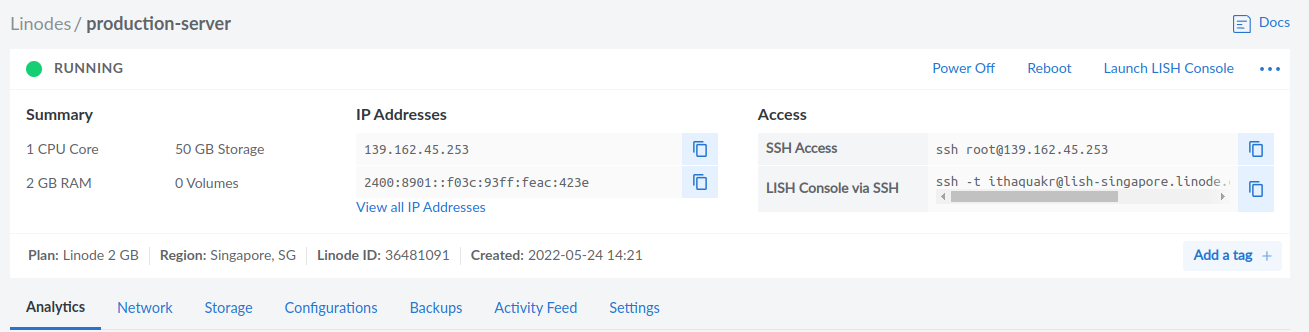 Linodes / production-server
Docs
RUNNING
Power Off
Reboot
Launch LISH Console
Summary
1 CPU Core
50 GB Storage
2 GB RAM
0 Volumes
IP Addresses
139.162.45.253
2400:8901::f03c:93ff:feac:423e
View all IP Addresses
Access
SSH Access
ssh root@139.162.45.253
LISH Console via SSH
ssh -t ithaquakr@lish-singapore.linode.
Plan: Linode 2 GB
Region: Singapore, SG
Linode ID: 36481091
Created: 2022-05-24 14:21
Add a tag +
Analytics
Network
Storage
Configurations
Backups
Activity Feed
Settings